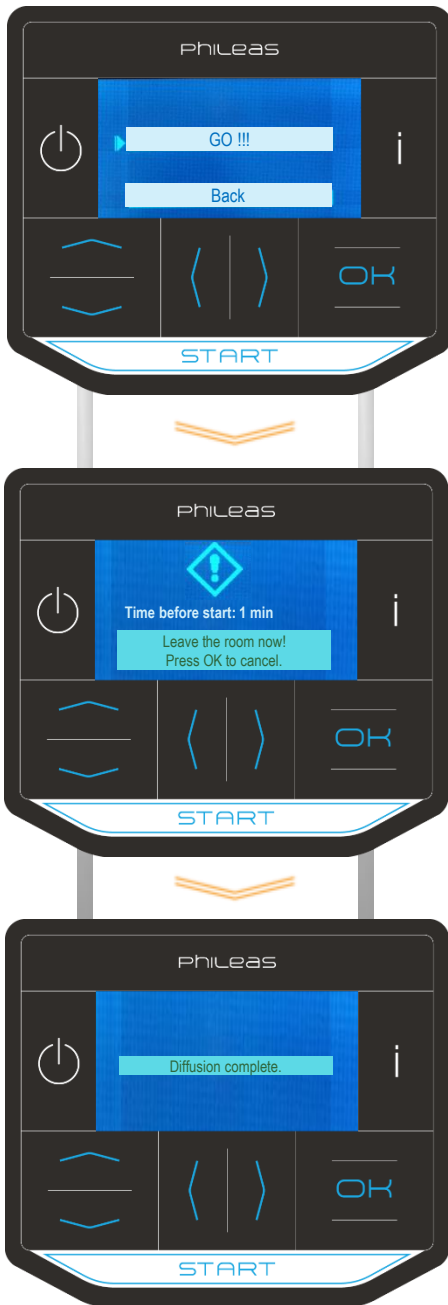 PHILEAS
GO !!!
i
Back
OK
START
PHILEAS
Time before start: 1 min
i
Leave the room now!
Press OK to cancel.
OK
START
PHILEAS
Diffusion complete.
i
OK
START